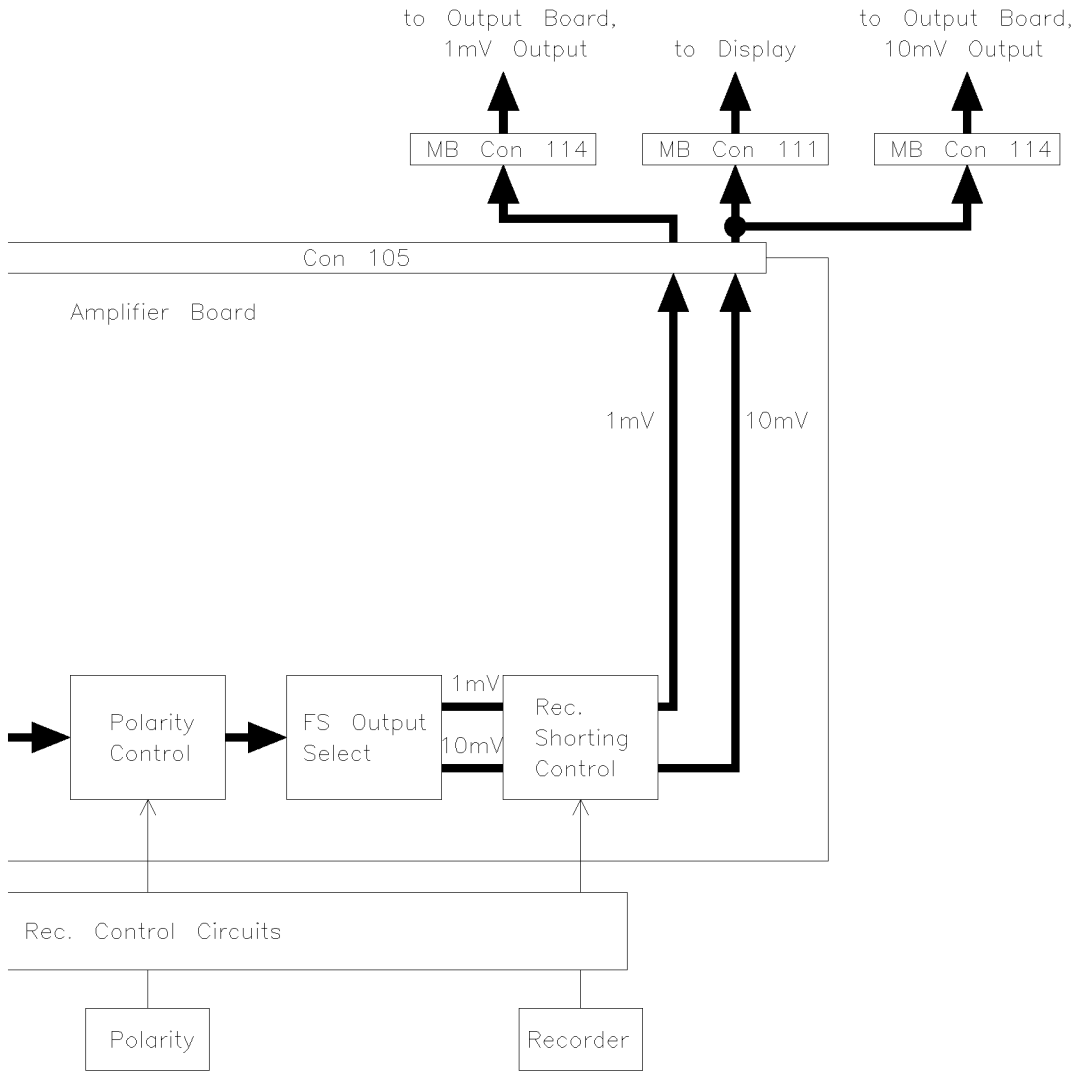 to Output Board,
1mV Output
to Display
to Output Board,
10mV Output
MB Con 114
MB Con 111
MB Con 114
Con 105
Amplifier Board
1mV
10mV
Polarity
Control
FS Output
Select
1mV
10mV
Rec.
Shorting
Control
Rec. Control Circuits
Polarity
Recorder